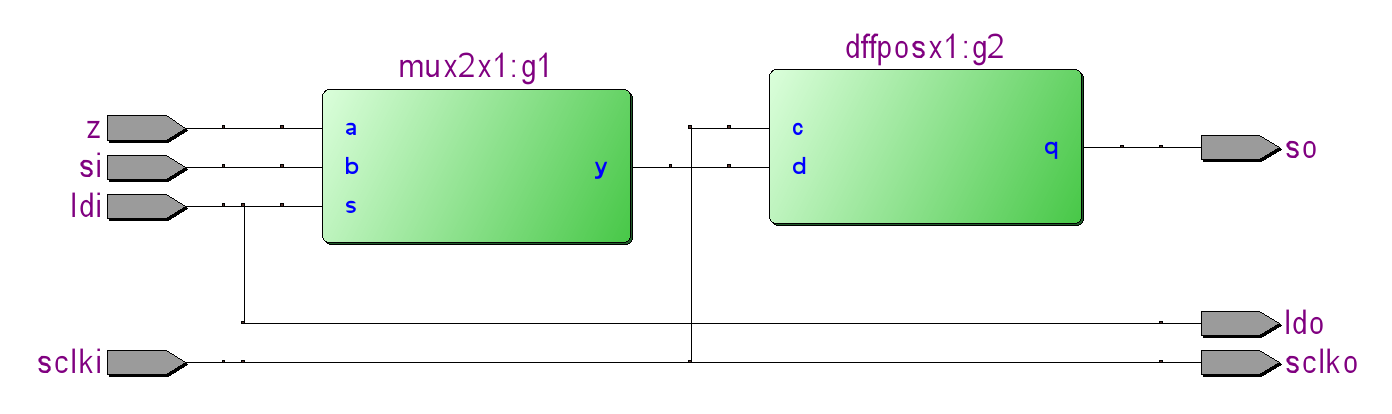 dffposx1:g2
mux2x1:g1
z
a
c
si
b
y
d
q
so
ldi
s
ldo
sclki
sclko